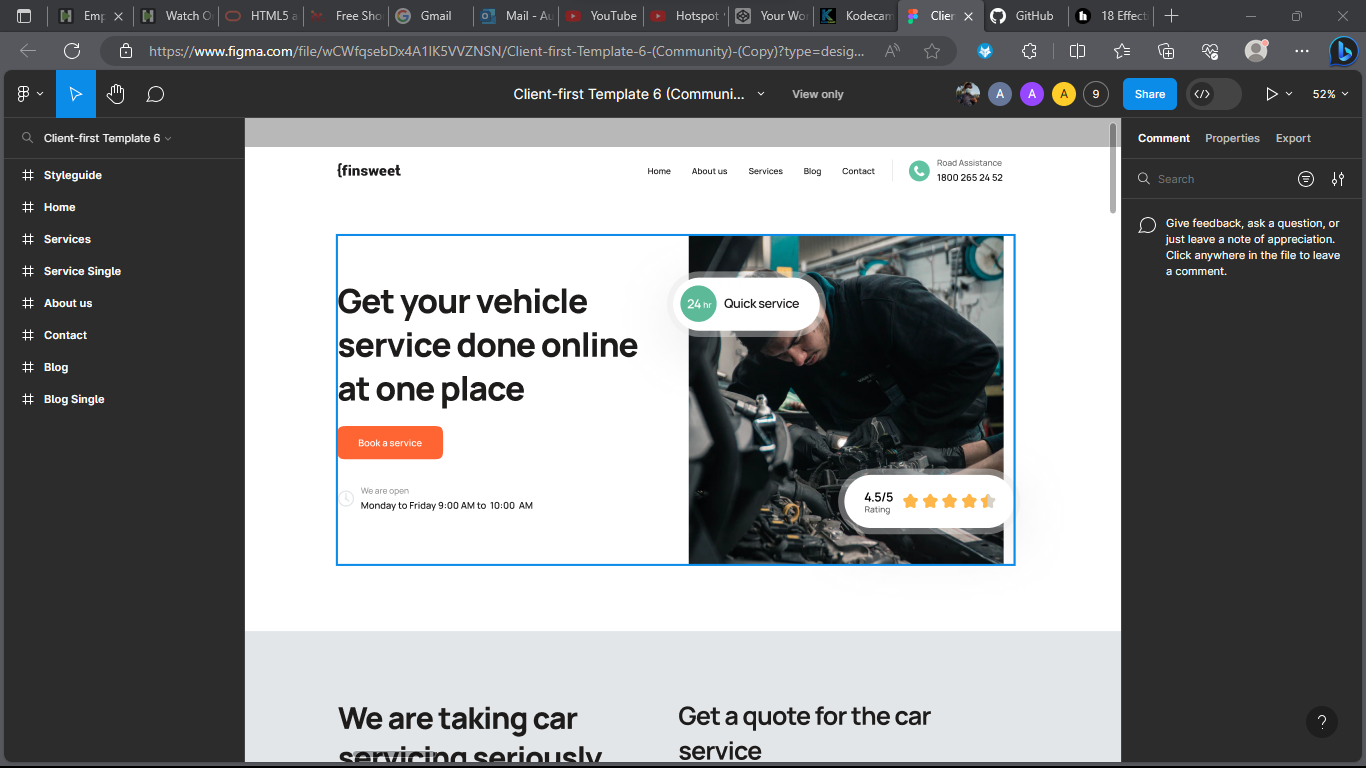 Emp
Watch O
HTML5 a
Free Sho
Gmail
Mail - Au
YouTube
Hotspot
Your Wor
Kodecam
Clier
GitHub
18 Effect
https://www.figma.com/file/wCWfqsebDx4A1IK5VVZNSN/Client-first-Template-6-(Community)-(Copy)?type=desig...
Client-first Template 6 (Communi...
View only
A
A
A
9
Share
52%
Client-first Template 6
Styleguide
Home
Services
Service Single
About us
Contact
Blog
Blog Single
{finsweet
Home
About us
Services
Blog
Contact
Road Assistance
1800 265 24 52
Get your vehicle
service done online
at one place
Book a service
We are open
Monday to Friday 9:00 AM to 10:00 AM
24 hr
Quick service
4.5/5
Rating
We are taking car
servicing seriously
Get a quote for the car
service
Comment
Properties
Export
Search
Give feedback, ask a question, or
just leave a note of appreciation.
Click anywhere in the file to leave
a comment.
?